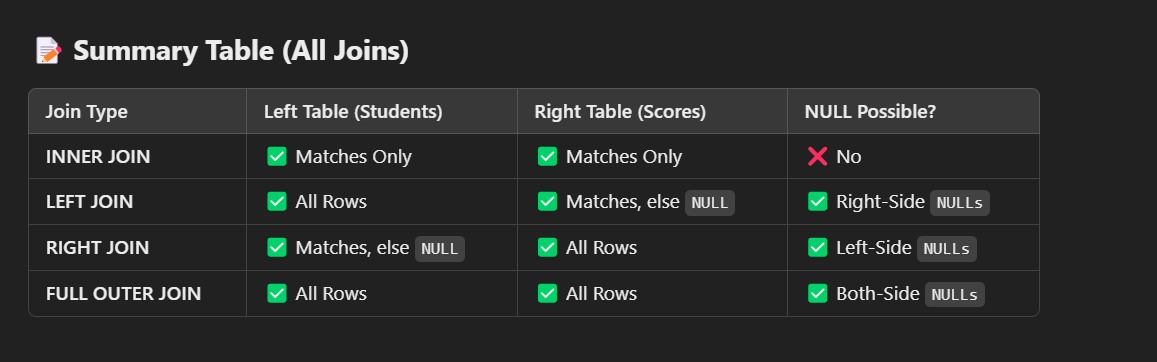 📝 Summary Table (All Joins)
Join Type Left Table (Students) Right Table (Scores) NULL Possible?
INNER JOIN ✅ Matches Only ✅ Matches Only ❌ No
LEFT JOIN ✅ All Rows ✅ Matches, else NULL ✅ Right-Side NULLs
RIGHT JOIN ✅ Matches, else NULL ✅ All Rows ✅ Left-Side NULLs
FULL OUTER JOIN ✅ All Rows ✅ All Rows ✅ Both-Side NULLs